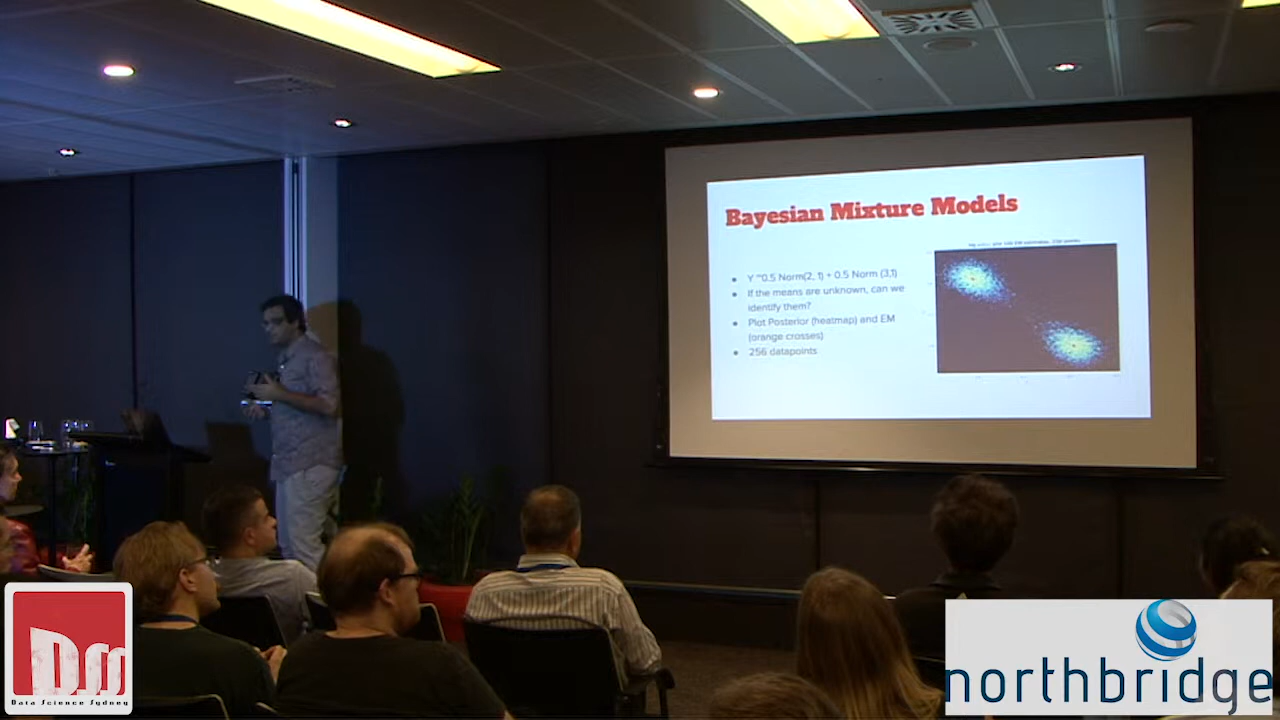 Bayesian Mixture Models
Y ~0.5 Norm(2, 1) + 0.5 Norm (3,1)
If the means are unknown, can we
identify them?
Plot Posterior (heatmap) and EM
(orange crosses)
256 datapoints
DSS
Data Science Sydney
northbridge